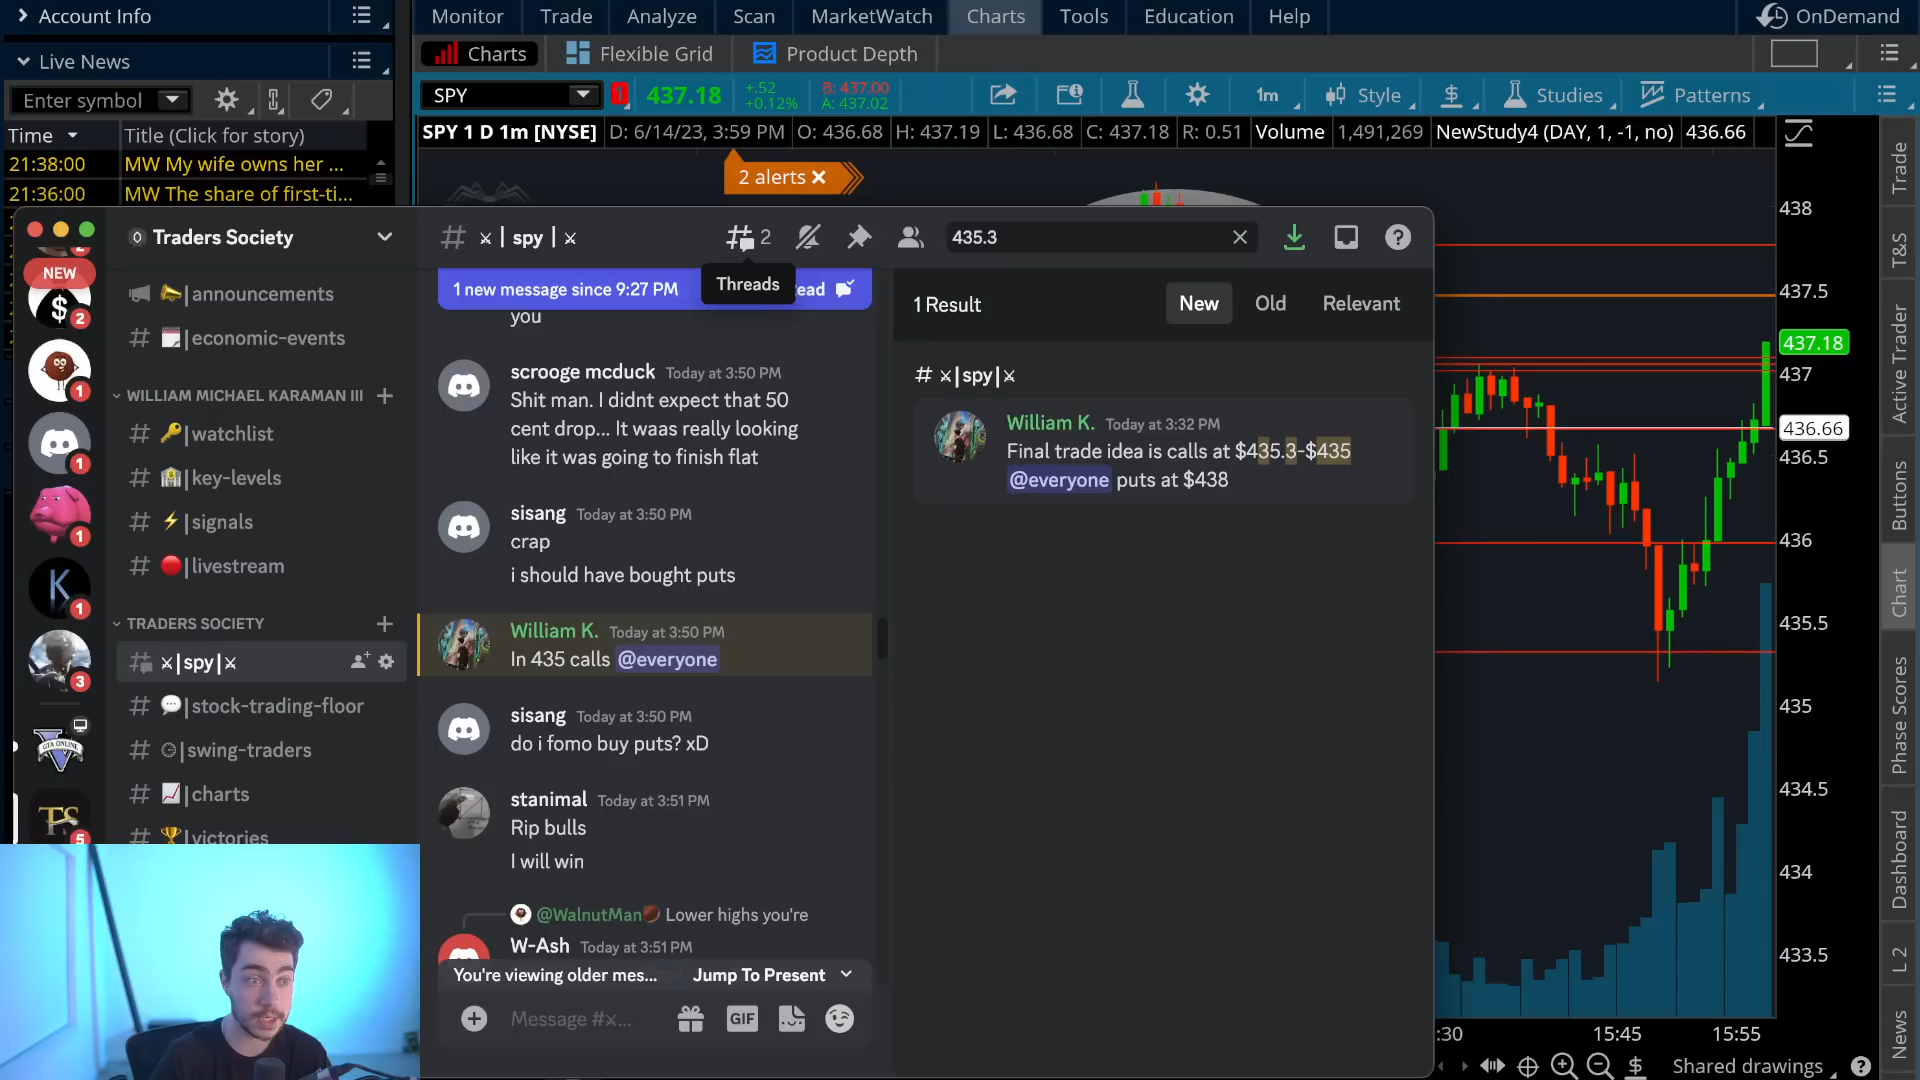 Account Info
Monitor
Trade
Analyze
Scan
MarketWatch
Charts
Tools
Education
Help
OnDemand
Live News
Charts
Flexible Grid
Product Depth
Enter symbol
SPY
1
437.18
+.52
+0.12%
B: 437.00
A: 437.02
1m
Style
$
Studies
Patterns
Time
Title (Click for story)
SPY 1 D 1m [NYSE]
D: 6/14/23, 3:59 PM
O: 436.68
H: 437.19
L: 436.68
C: 437.18
R: 0.51
Volume
1,491,269
NewStudy4 (DAY, 1, -1, no)
436.66
21:38:00
MW My wife owns her ...
21:36:00
MW The share of first-ti...
2 alerts
Traders Society
# ⚔ | spy | ⚔
2
435.3
Threads
NEW
2
1
1
1
1
3
GTA ONLINE
TS
5
announcements
economic-events
WILLIAM MICHAEL KARAMAN III
watchlist
key-levels
signals
livestream
TRADERS SOCIETY
⚔|spy|⚔
stock-trading-floor
swing-traders
charts
victories
1 new message since 9:27 PM
you
scrooge mcduck Today at 3:50 PM
Shit man. I didnt expect that 50
cent drop... It waas really looking
like it was going to finish flat
sisang Today at 3:50 PM
crap
i should have bought puts
William K. Today at 3:50 PM
In 435 calls @everyone
sisang Today at 3:50 PM
do i fomo buy puts? xD
stanimal Today at 3:51 PM
Rip bulls
I will win
@WalnutMan Lower highs you're
W-Ash Today at 3:51 PM
You're viewing older mes...
Jump To Present
Message #⚔...
GIF
1 Result
New
Old
Relevant
# ⚔|spy|⚔
William K. Today at 3:32 PM
Final trade idea is calls at $435.3-$435
@everyone puts at $438
438
437.5
437.18
437
436.66
436.5
436
435.5
435
434.5
434
433.5
:30
15:45
15:55
Shared drawings
Trade
T&S
Active Trader
Buttons
Chart
Phase Scores
Dashboard
L 2
News